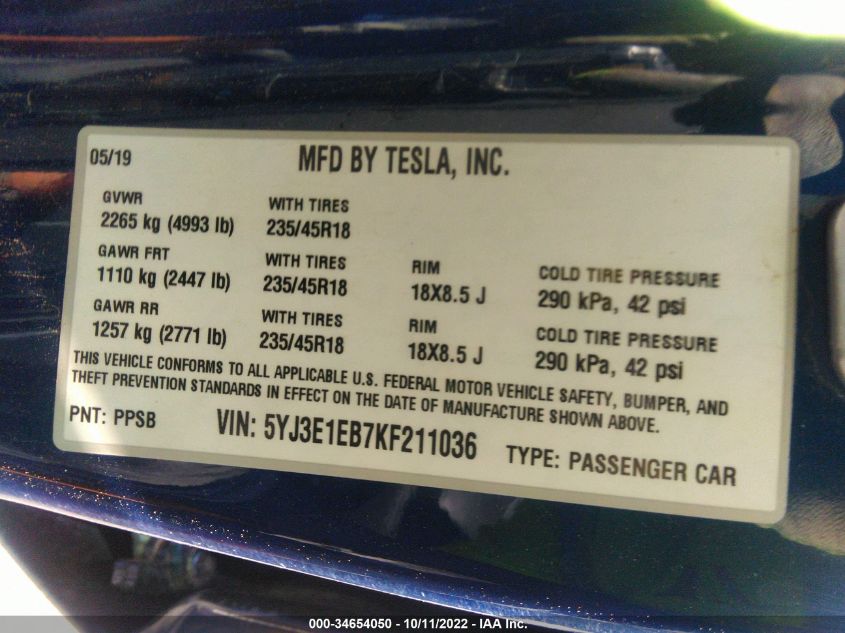 05/19 MFD BY TESLA, INC.
GVWR WITH TIRES
2265 kg (4993 lb) 235/45R18
GAWR FRT WITH TIRES RIM COLD TIRE PRESSURE
1110 kg (2447 lb) 235/45R18 18X8.5 J 290 kPa, 42 psi
GAWR RR WITH TIRES RIM COLD TIRE PRESSURE
1257 kg (2771 lb) 235/45R18 18X8.5 J 290 kPa, 42 psi
THIS VEHICLE CONFORMS TO ALL APPLICABLE U.S. FEDERAL MOTOR VEHICLE SAFETY, BUMPER, AND
THEFT PREVENTION STANDARDS IN EFFECT ON THE DATE OF MANUFACTURE SHOWN ABOVE.
PNT: PPSB VIN: 5YJ3E1EB7KF211036 TYPE: PASSENGER CAR
000-34654050 - 10/11/2022 - IAA Inc.